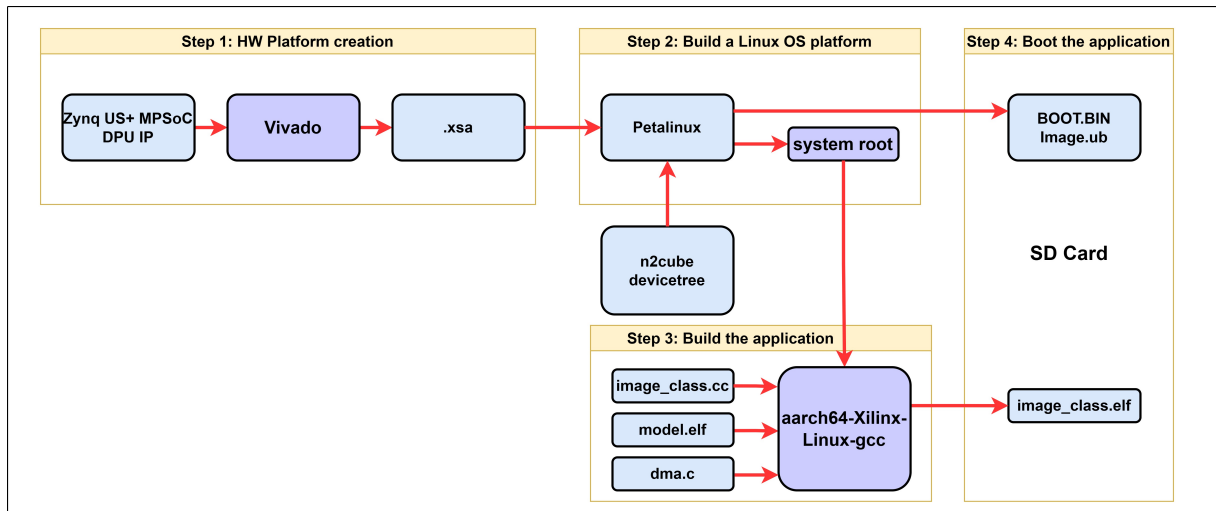 Step 1: HW Platform creation
Zynq US+ MPSoC
DPU IP
Vivado
.xsa
Step 2: Build a Linux OS platform
Petalinux
system root
n2cube
devicetree
Step 3: Build the application
image_class.cc
model.elf
dma.c
aarch64-Xilinx-
Linux-gcc
Step 4: Boot the application
BOOT.BIN
Image.ub
SD Card
image_class.elf